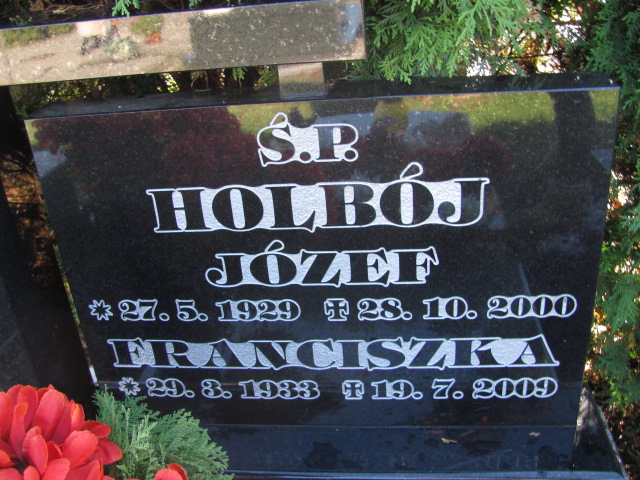 Ś.P.
HOLBÓJ
JÓZEF
* 27. 5. 1929 ✝ 28. 10. 2000
FRANCISZKA
* 29. 3. 1933 ✝ 19. 7. 2009